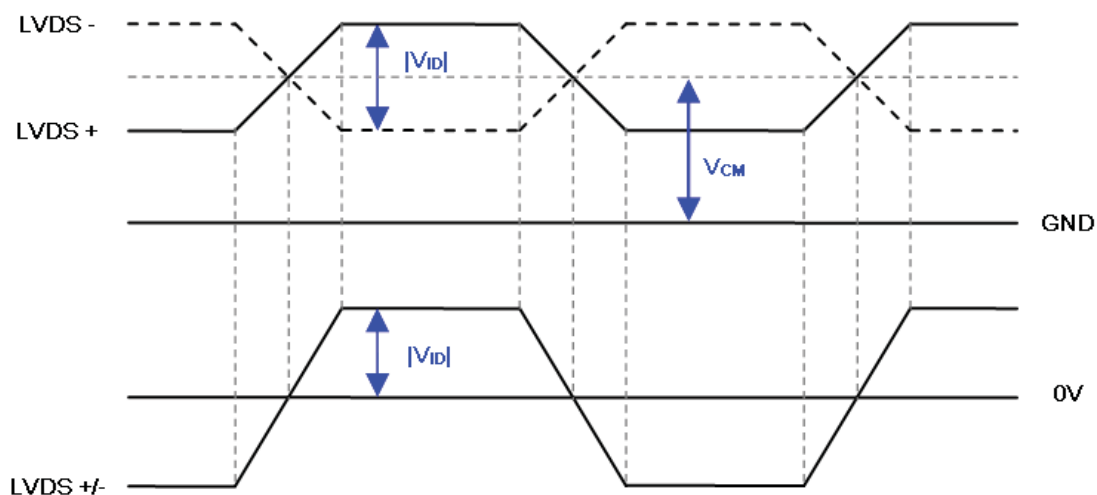 LVDS -
|VID|
LVDS +
VCM
GND
|VID|
0V
LVDS +/-